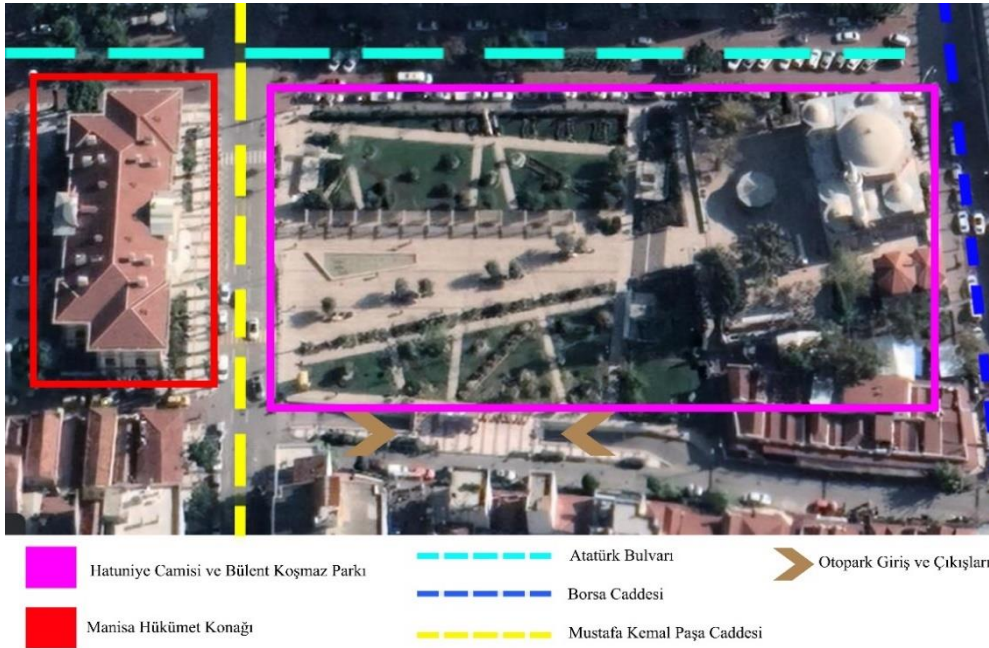 Hatuniye Camisi ve Bülent Koşmaz Parkı
Atatürk Bulvarı
Otopark Giriş ve Çıkışları
Borsa Caddesi
Manisa Hükümet Konağı
Mustafa Kemal Paşa Caddesi